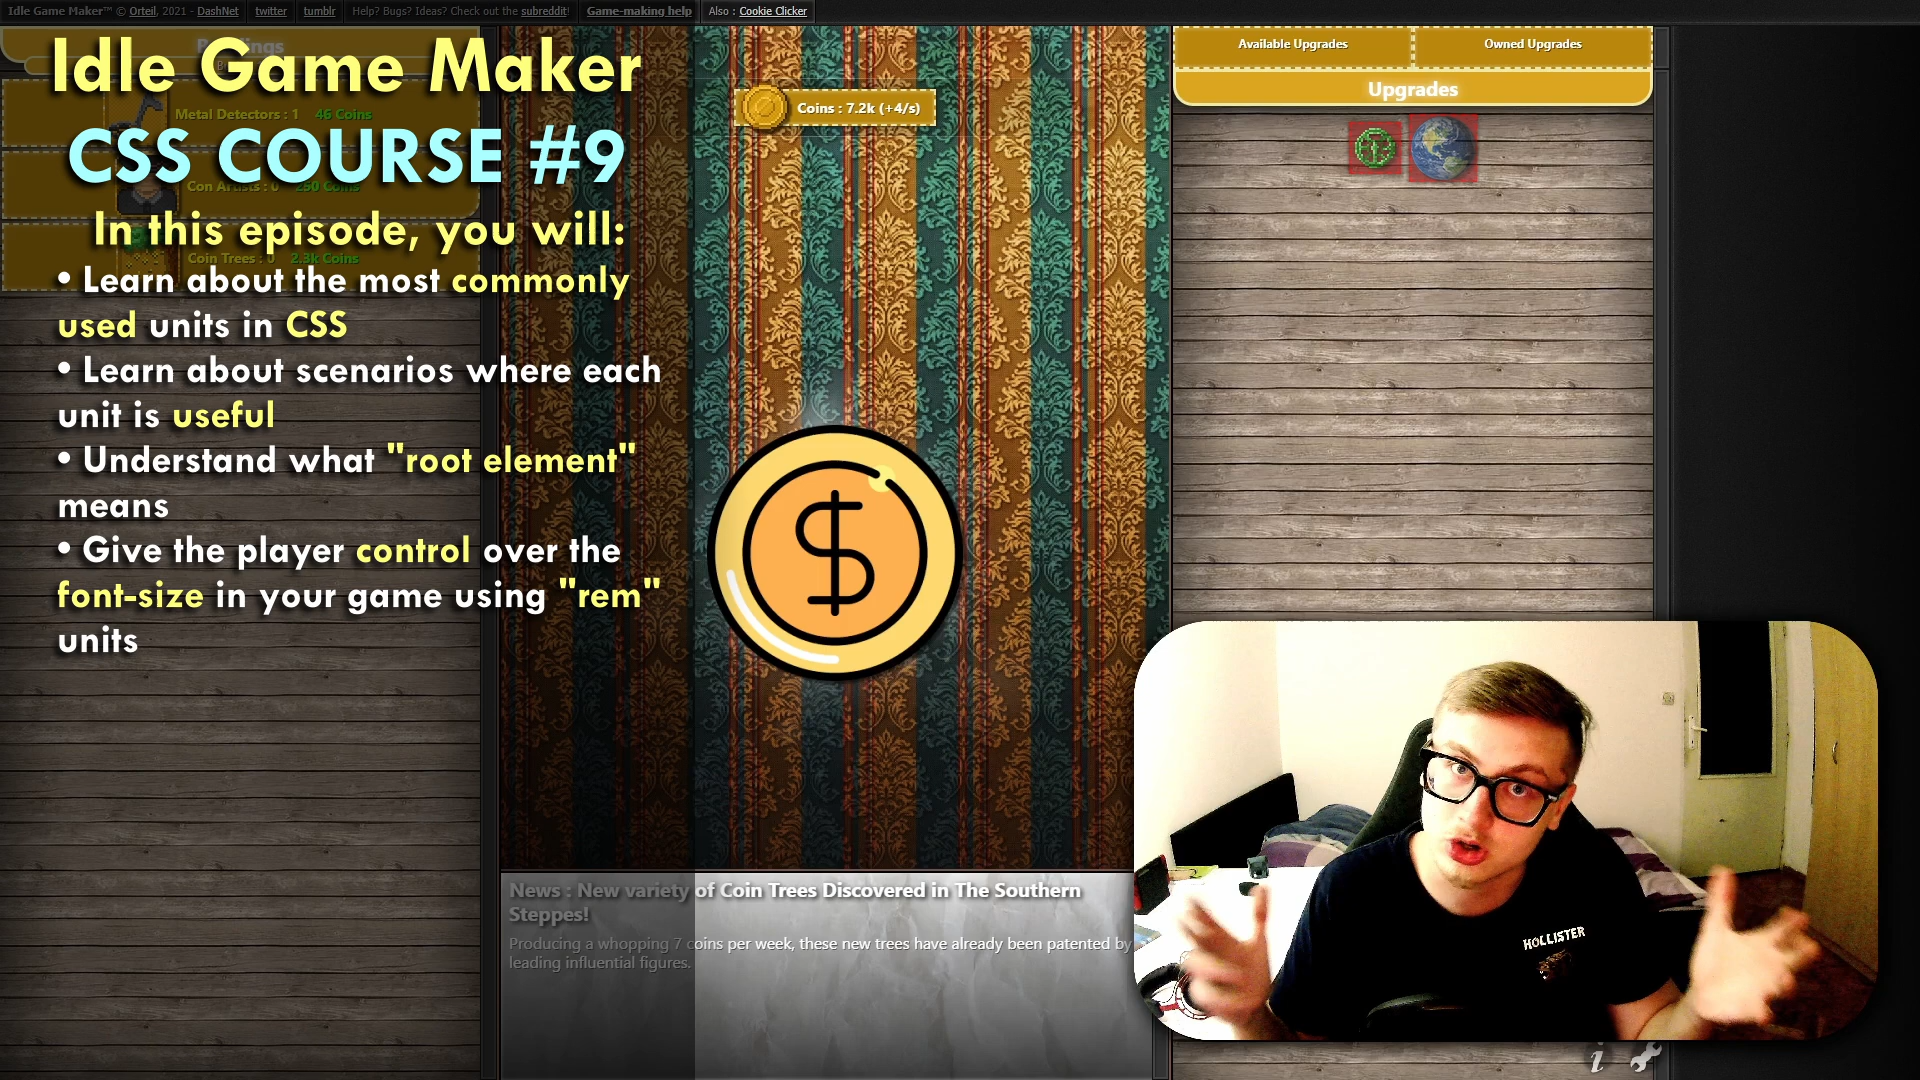 Idle Game Maker™ © Orteil, 2021 - DashNet
twitter
tumblr
Help? Bugs? Ideas? Check out the subreddit!
Game-making help
Also : Cookie Clicker
Idle Game Maker
CSS COURSE #9
In this episode, you will:
• Learn about the most commonly
used units in CSS
• Learn about scenarios where each
unit is useful
• Understand what "root element"
means
• Give the player control over the
font-size in your game using "rem"
units
Metal Detectors : 1 46 Coins
Con Artists : 0 250 Coins
Coin Trees : 0 2.3k Coins
Coins : 7.2k (+4/s)
$
News : New variety of Coin Trees Discovered in The Southern
Steppes!
Producing a whopping 7 coins per week, these new trees have already been patented by
leading influential figures.
Available Upgrades
Owned Upgrades
Upgrades
HOLLISTER
i